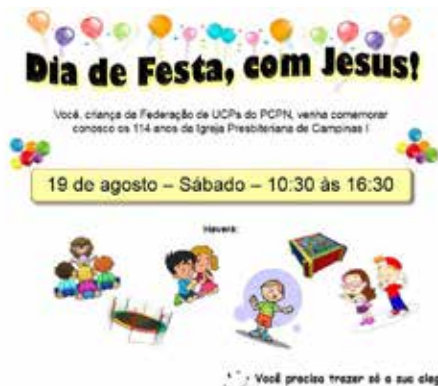 Dia de Festa, com Jesus!
Você, criança da Federação de UCPs do PCPN, venha comemorar
conosco os 114 anos da Igreja Presbiteriana de Campinas !
19 de agosto – Sábado – 10:30 às 16:30
Haverá:
Você precisa trazer só a sua aleg